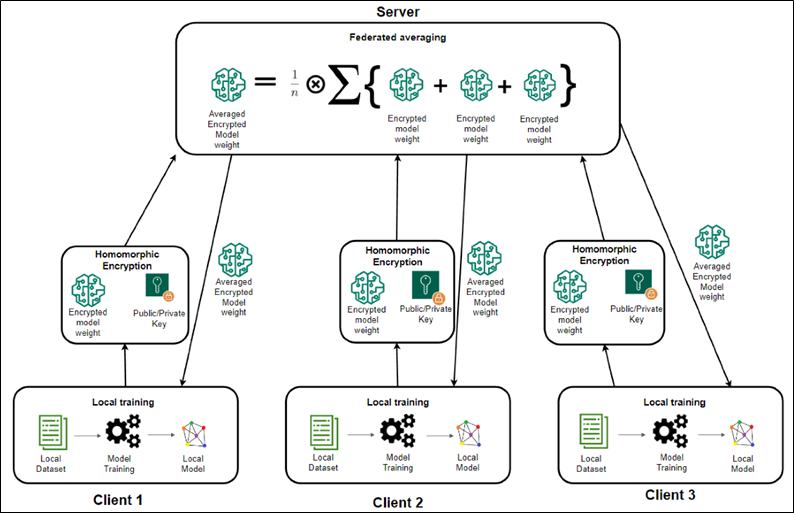 Server
Federated averaging
= 1/n ⊗ ∑ { + + }
Averaged
Encrypted
Model
weight
Encrypted
model
weight
Encrypted
model
weight
Encrypted
model
weight
Homomorphic
Encryption
Encrypted
model
weight
Public/Private
Key
Averaged
Encrypted
Model
weight
Homomorphic
Encryption
Encrypted
model
weight
Public/Private
Key
Averaged
Encrypted
Model
weight
Homomorphic
Encryption
Encrypted
model
weight
Public/Private
Key
Averaged
Encrypted
Model
weight
Local training
Local
Dataset
Model
Training
Local
Model
Client 1
Local training
Local
Dataset
Model
Training
Local
Model
Client 2
Local training
Local
Dataset
Model
Training
Local
Model
Client 3